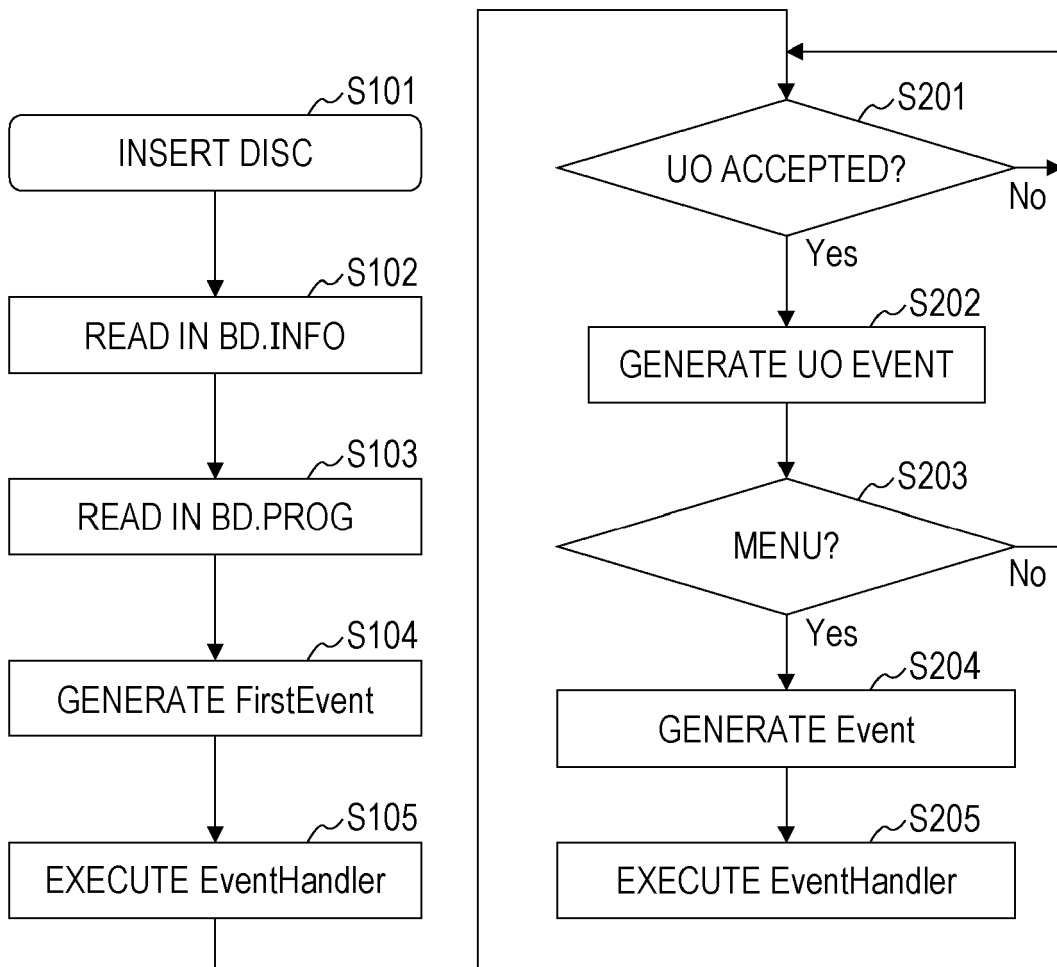 S101
INSERT DISC
S102
READ IN BD.INFO
S103
READ IN BD.PROG
S104
GENERATE FirstEvent
S105
EXECUTE EventHandler
S201
UO ACCEPTED?
No
Yes
S202
GENERATE UO EVENT
S203
MENU?
No
Yes
S204
GENERATE Event
S205
EXECUTE EventHandler